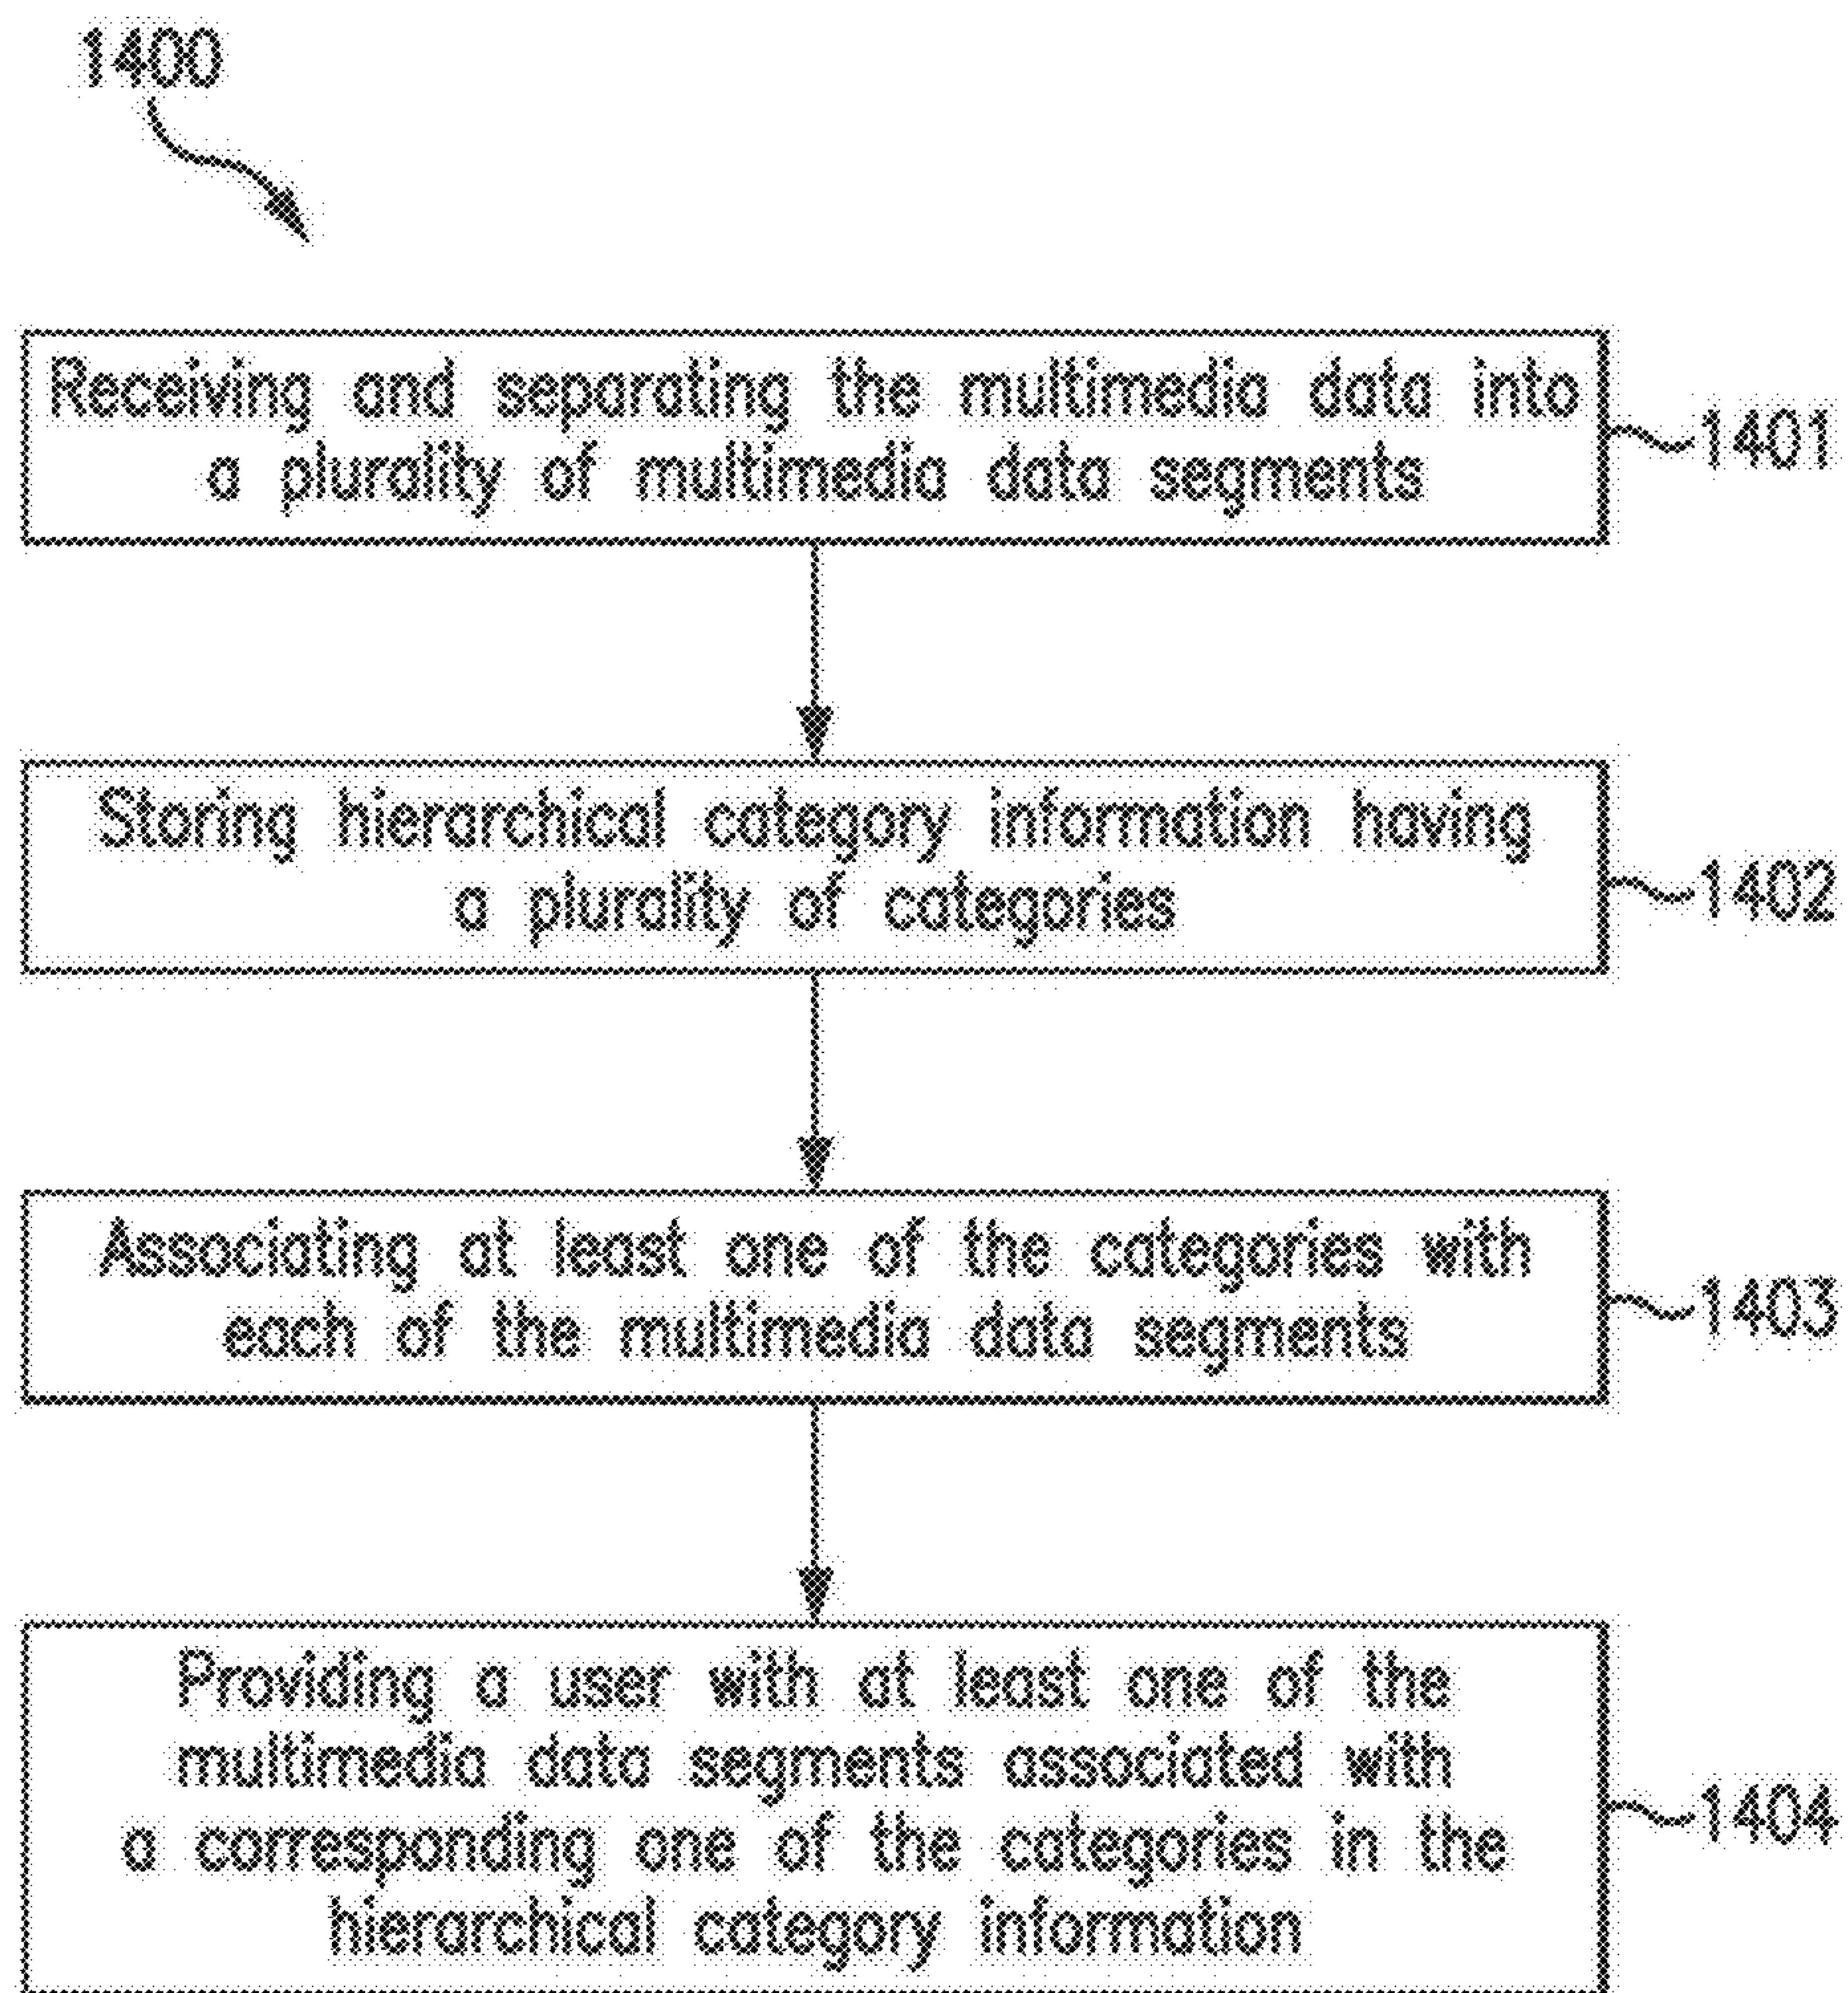 1400
Receiving and separating the multimedia data into
a plurality of multimedia data segments
1401
Storing hierarchical category information having
a plurality of categories
1402
Associating at least one of the categories with
each of the multimedia data segments
1403
Providing a user with at least one of the
multimedia data segments associated with
a corresponding one of the categories in the
hierarchical category information
1404